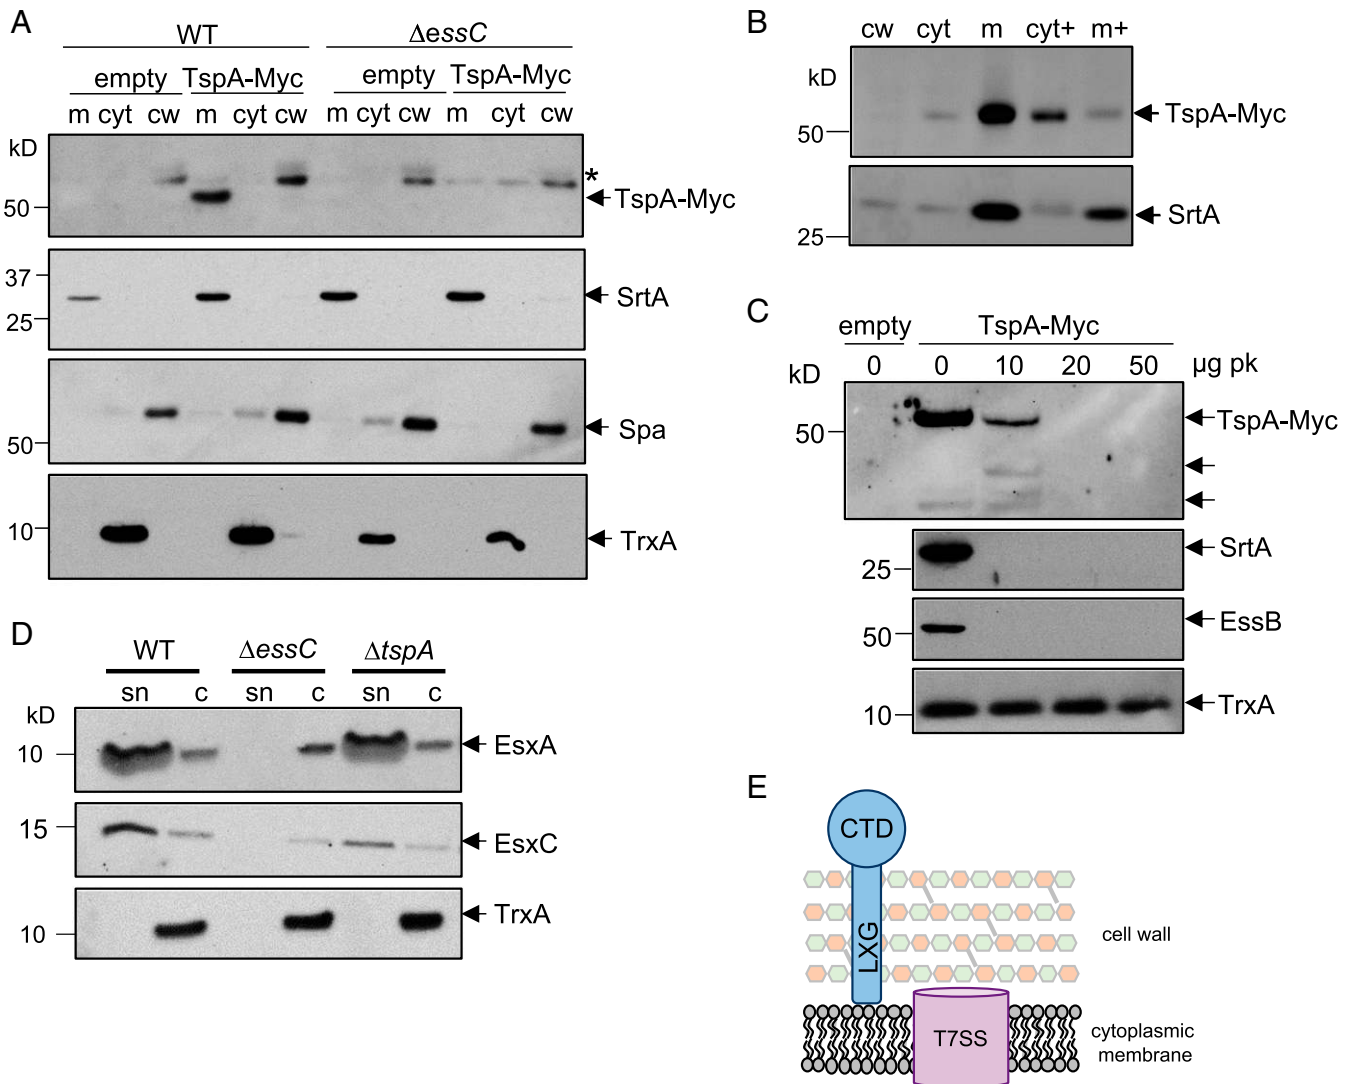 A
WT ΔessC
empty TspA-Myc empty TspA-Myc
m cyt cw m cyt cw m cyt cw m cyt cw
kD
*
50 TspA-Myc
37
25 SrtA
50 Spa
10 TrxA
B
cw cyt m cyt+ m+
kD
50 TspA-Myc
25 SrtA
C
empty TspA-Myc
0 0 10 20 50 µg pk
kD
50 TspA-Myc
25 SrtA
50 EssB
10 TrxA
D
WT ΔessC ΔtspA
sn c sn c sn c
kD
10 EsxA
15 EsxC
10 TrxA
E
CTD
LXG
cell wall
T7SS
cytoplasmic
membrane